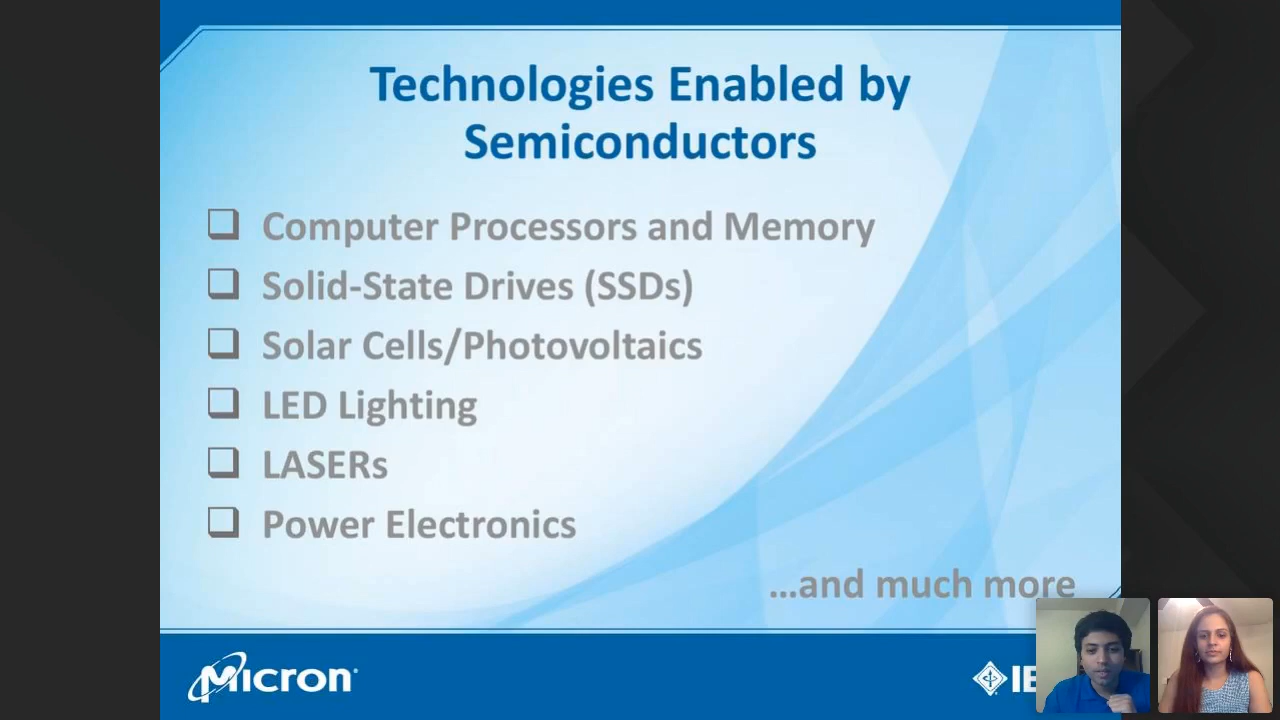 Technologies Enabled by
Semiconductors
Computer Processors and Memory
Solid-State Drives (SSDs)
Solar Cells/Photovoltaics
LED Lighting
LASERs
Power Electronics
...and much more
Micron